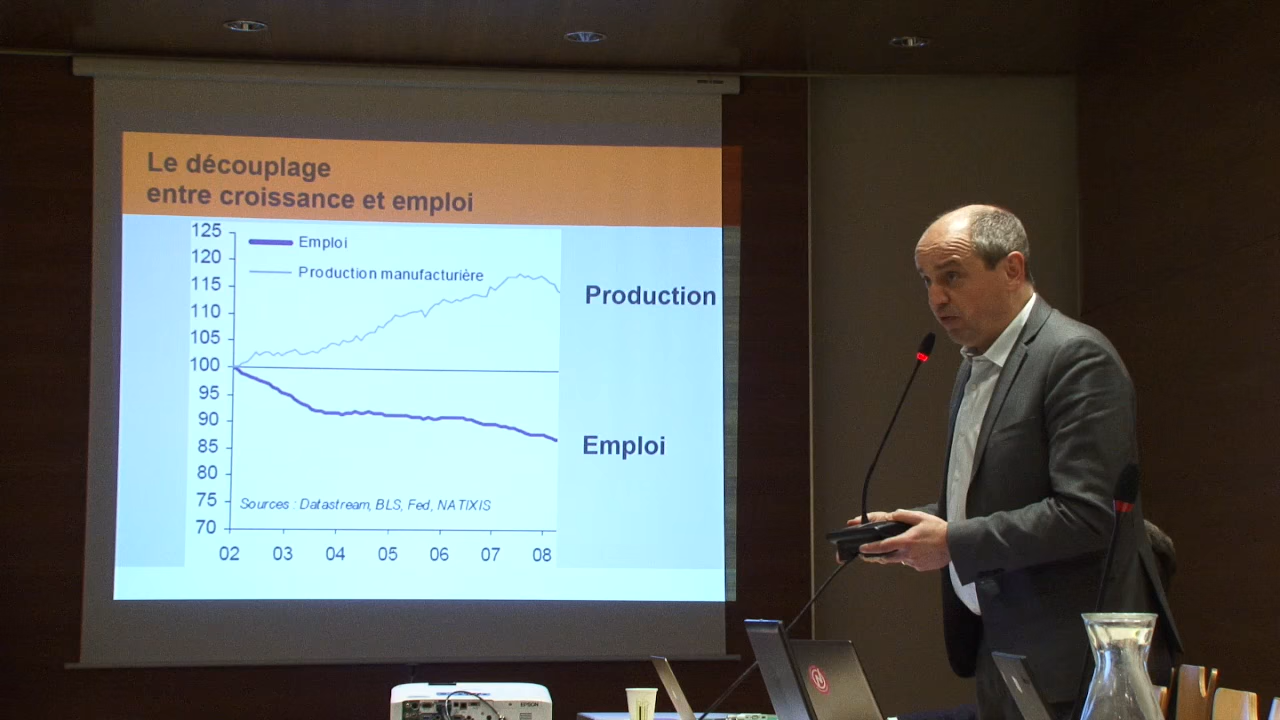 Le découplage
entre croissance et emploi
125
120
115
110
105
100
95
90
85
80
75
70
Emploi
Production manufacturière
Production
Emploi
Sources : Datastream, BLS, Fed, NATIXIS
02 03 04 05 06 07 08
EPSON